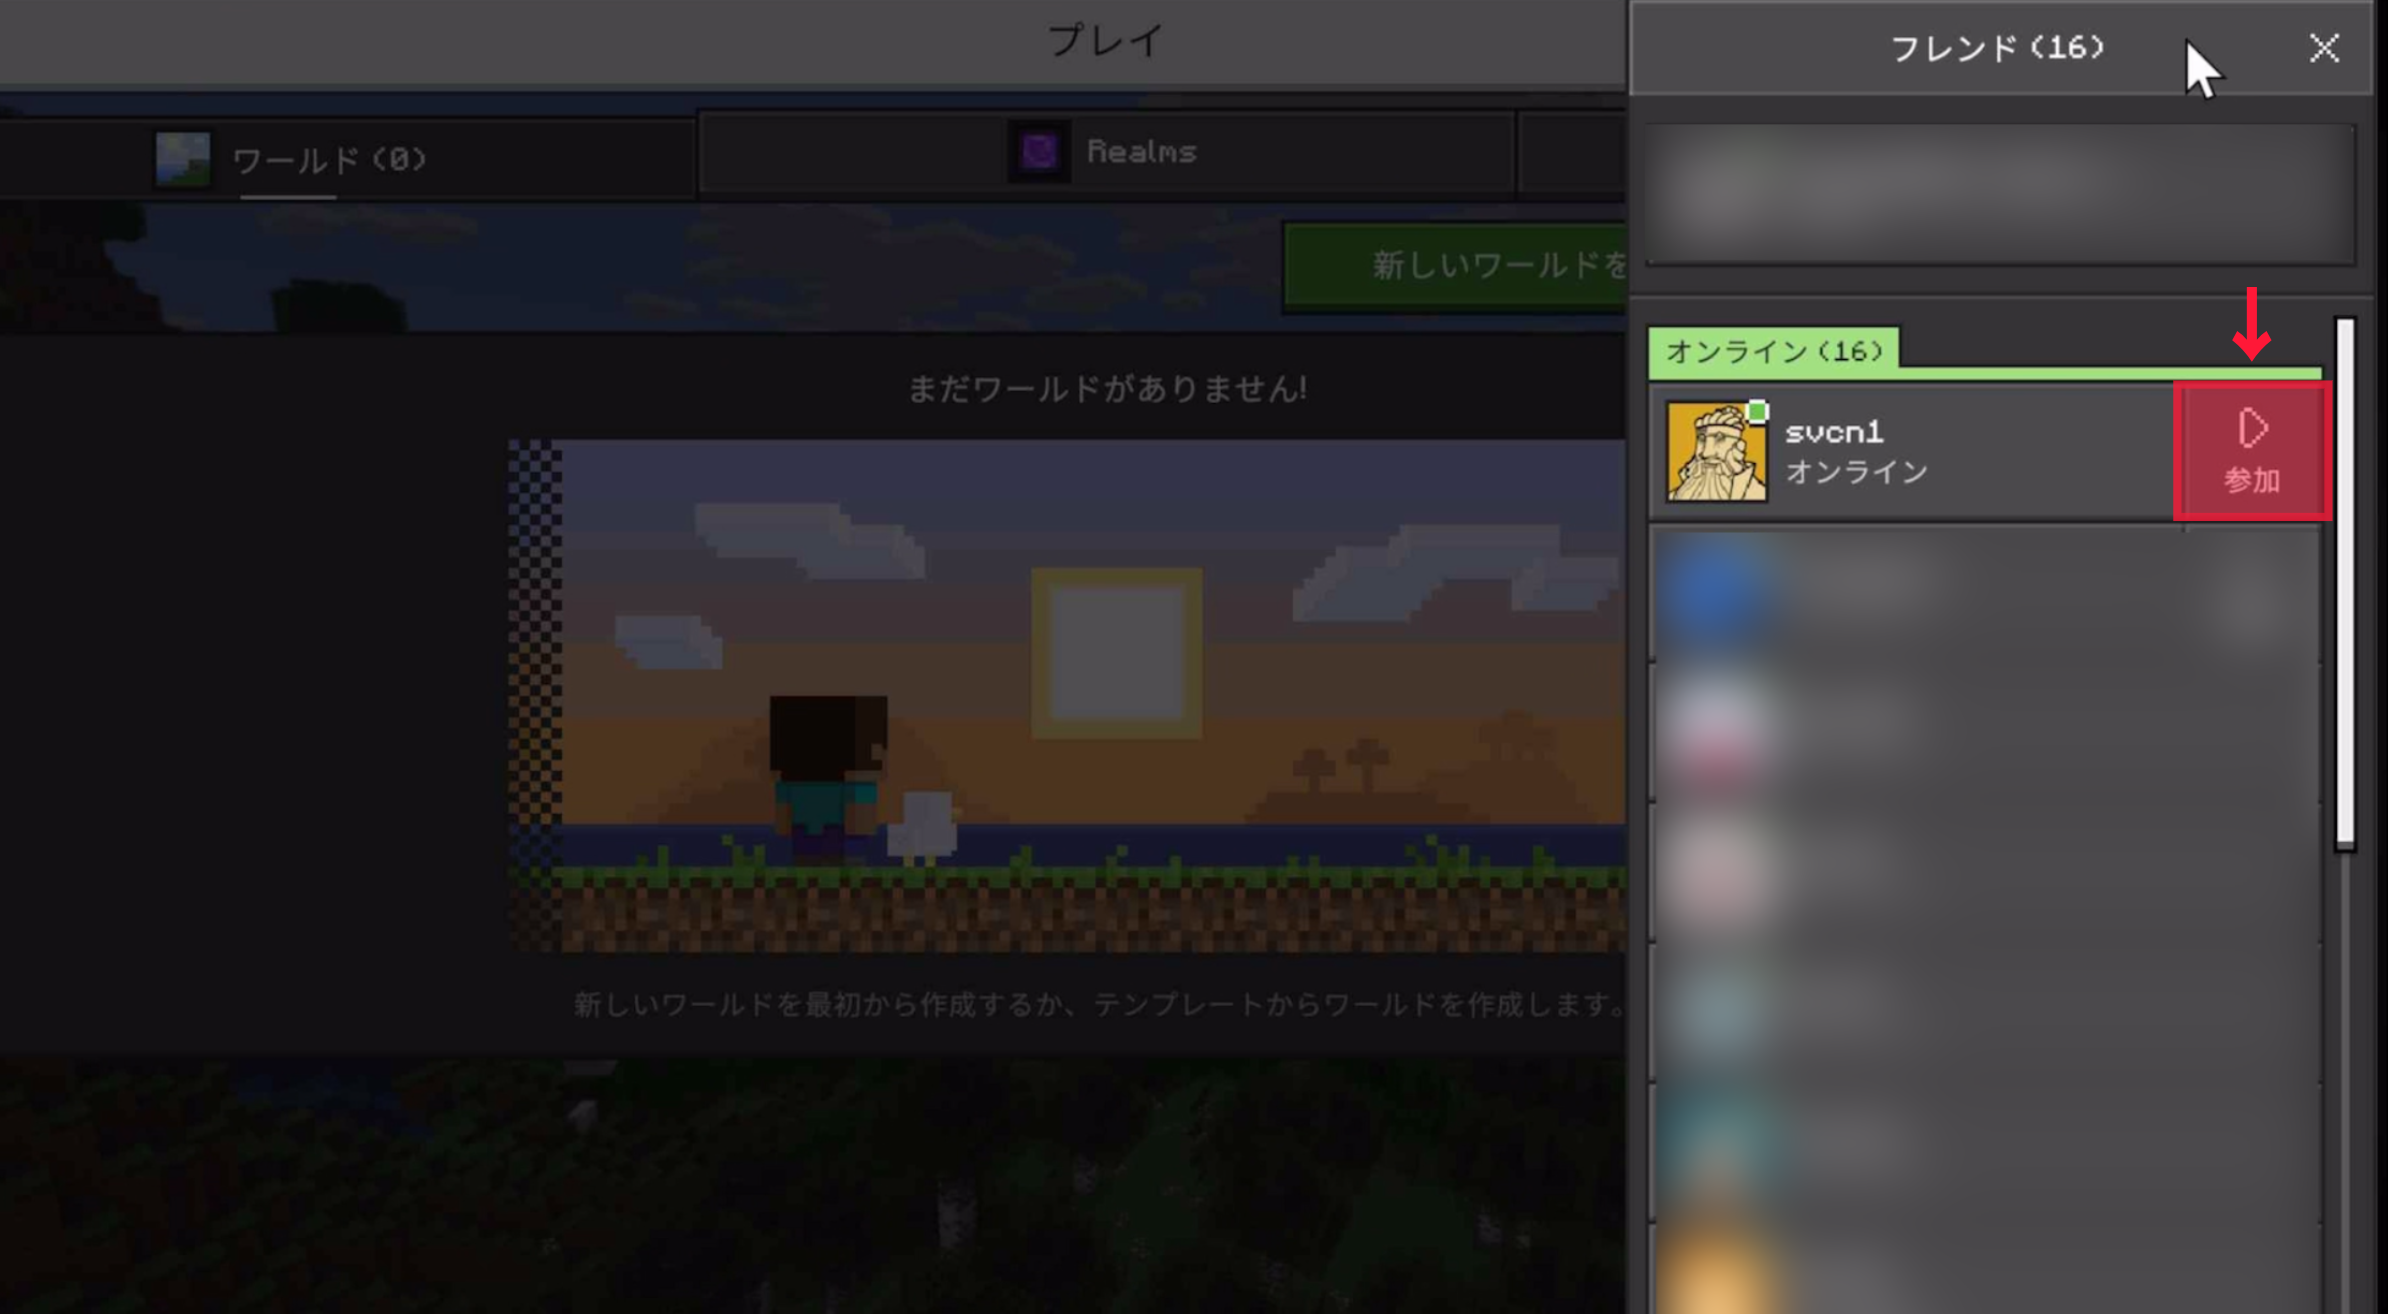 プレイ
フレンド (16)
ワールド (0)
Realms
新しいワールドを
オンライン (16)
まだワールドがありません!
svcn1
オンライン
参加
新しいワールドを最初から作成するか、テンプレートからワールドを作成します。